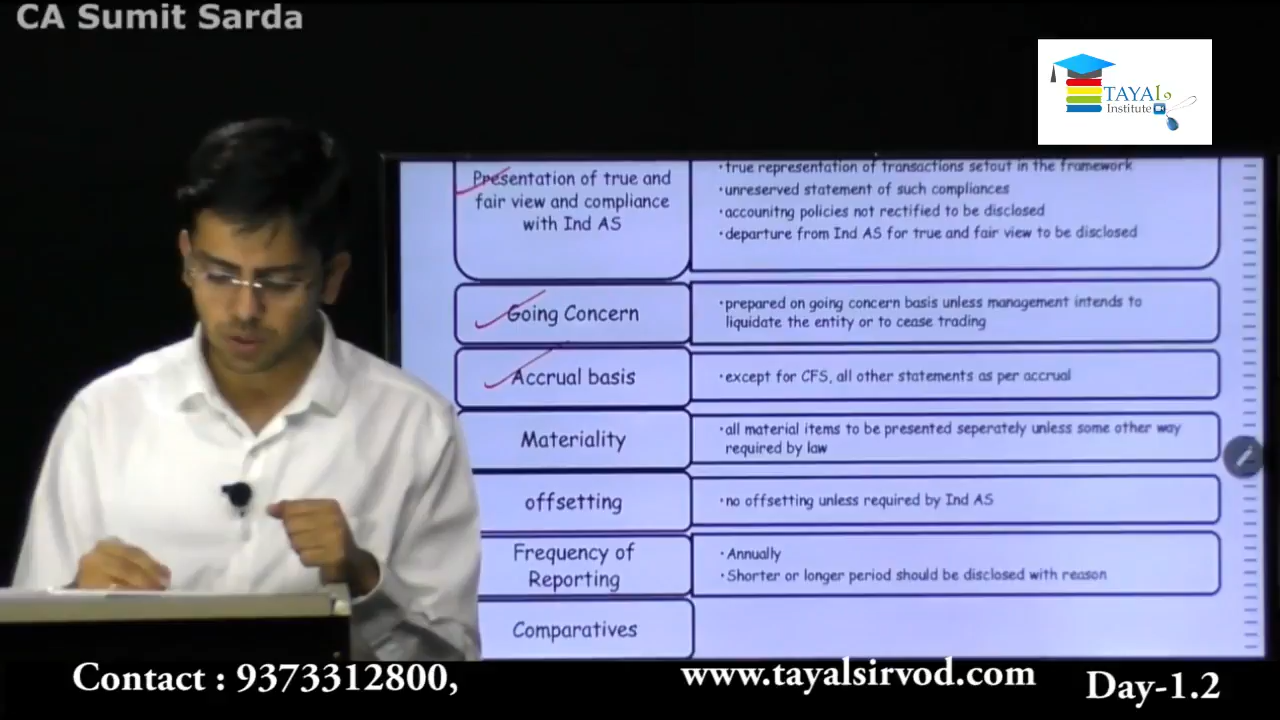 CA Sumit Sarda
TAYAl's
Institute
Presentation of true and
fair view and compliance
with Ind AS
•true representation of transactions setout in the framework
•unreserved statement of such compliances
•accounitng policies not rectified to be disclosed
•departure from Ind AS for true and fair view to be disclosed
Going Concern
•prepared on going concern basis unless management intends to
liquidate the entity or to cease trading
Accrual basis
•except for CFS, all other statements as per accrual
Materiality
•all material items to be presented seperately unless some other way
required by law
offsetting
•no offsetting unless required by Ind AS
Frequency of
Reporting
•Annually
•Shorter or longer period should be disclosed with reason
Comparatives
Contact : 9373312800,
www.tayalsirvod.com
Day-1.2